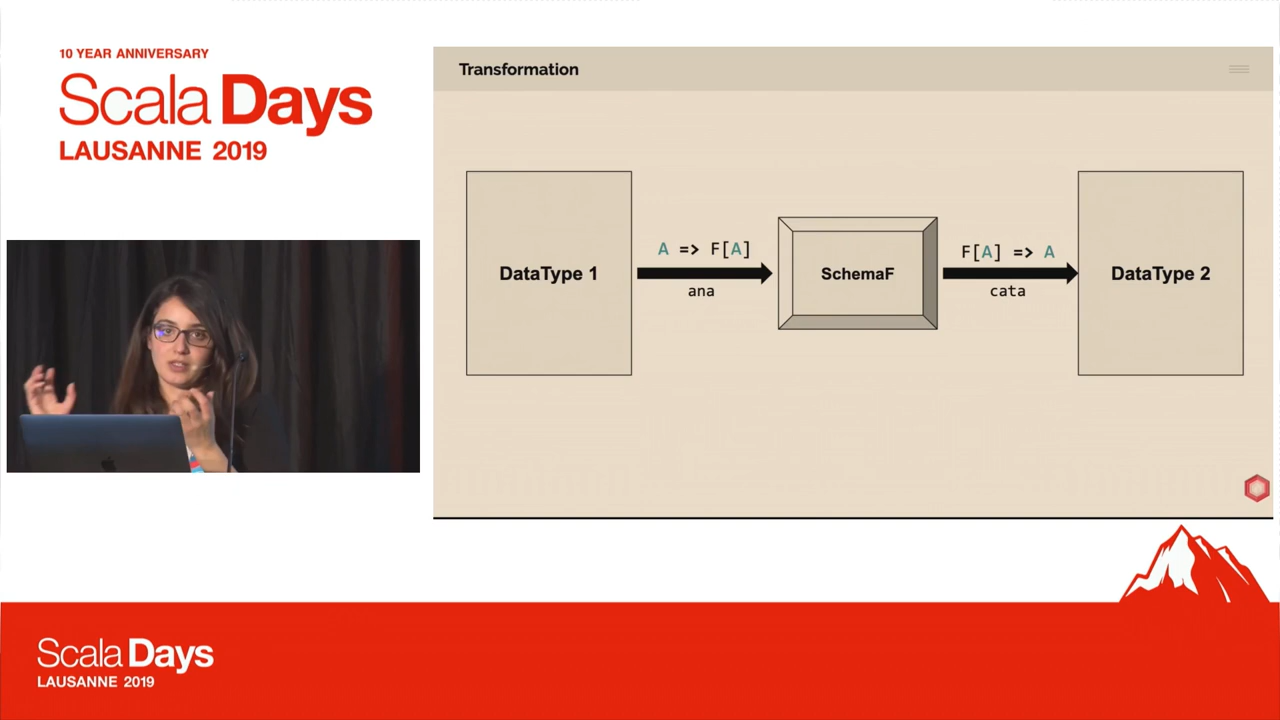 10 YEAR ANNIVERSARY
Scala Days
LAUSANNE 2019
Transformation
DataType 1
A => F[A]
ana
SchemaF
F[A] => A
cata
DataType 2
Scala Days
LAUSANNE 2019